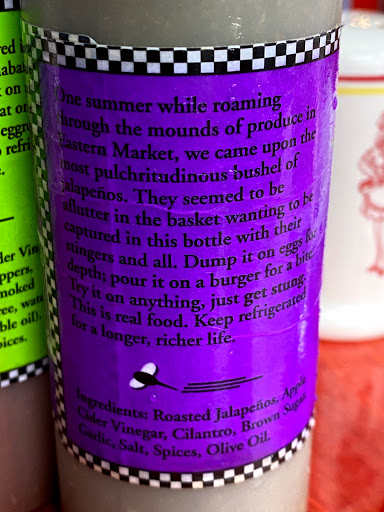 One summer while roaming
through the mounds of produce in
Eastern Market, we came upon the
most pulchritudinous bushel of
jalapeños. They seemed to be
aflutter in the basket wanting to be
captured in this bottle with their
stingers and all. Dump it on eggs for
depth; pour it on a burger for a bite.
Try it on anything, just get stung.
This is real food. Keep refrigerated
for a longer, richer life.
Ingredients: Roasted Jalapeños, Apple
Cider Vinegar, Cilantro, Brown Sugar
Garlic, Salt, Spices, Olive Oil.